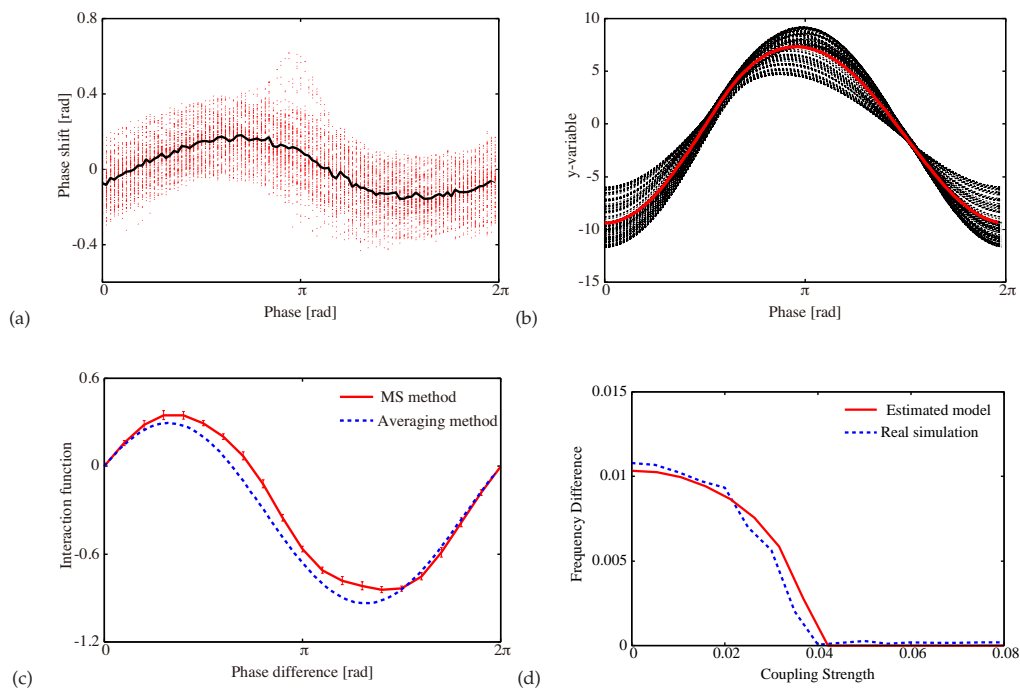 0.8
0.4
0
-0.4
Phase shift [rad]
0
π
2π
Phase [rad]
(a)
10
5
0
-5
-10
-15
y-variable
0
π
2π
Phase [rad]
(b)
0.6
0
-0.6
-1.2
Interaction function
MS method
Averaging method
0
π
2π
Phase difference [rad]
(c)
0.015
0.01
0.005
0
Frequency Difference
Estimated model
Real simulation
0
0.02
0.04
0.06
0.08
Coupling Strength
(d)